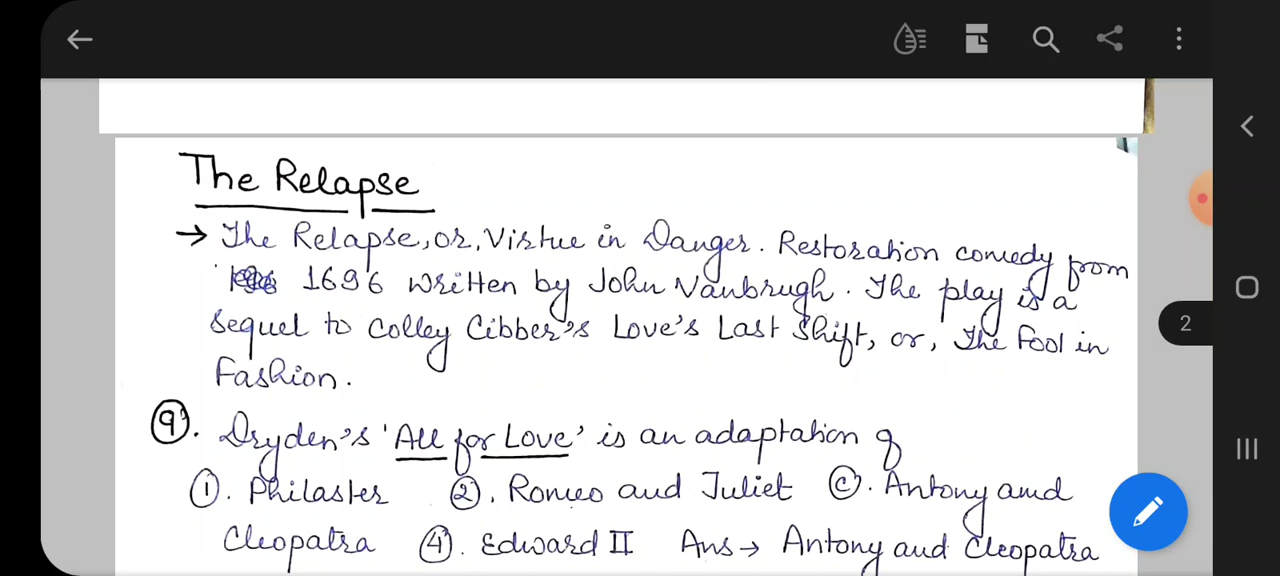 The Relapse
→ The Relapse, or, Virtue in Danger. Restoration comedy from
1696 written by John Vanbrugh. The play is a
sequel to Colley Cibber's Love's Last Shift, or, The Fool in
Fashion.
9. Dryden's 'All for Love' is an adaptation of
1. Philaster 2. Romeo and Juliet C. Antony and
Cleopatra 4. Edward II Ans → Antony and Cleopatra
2